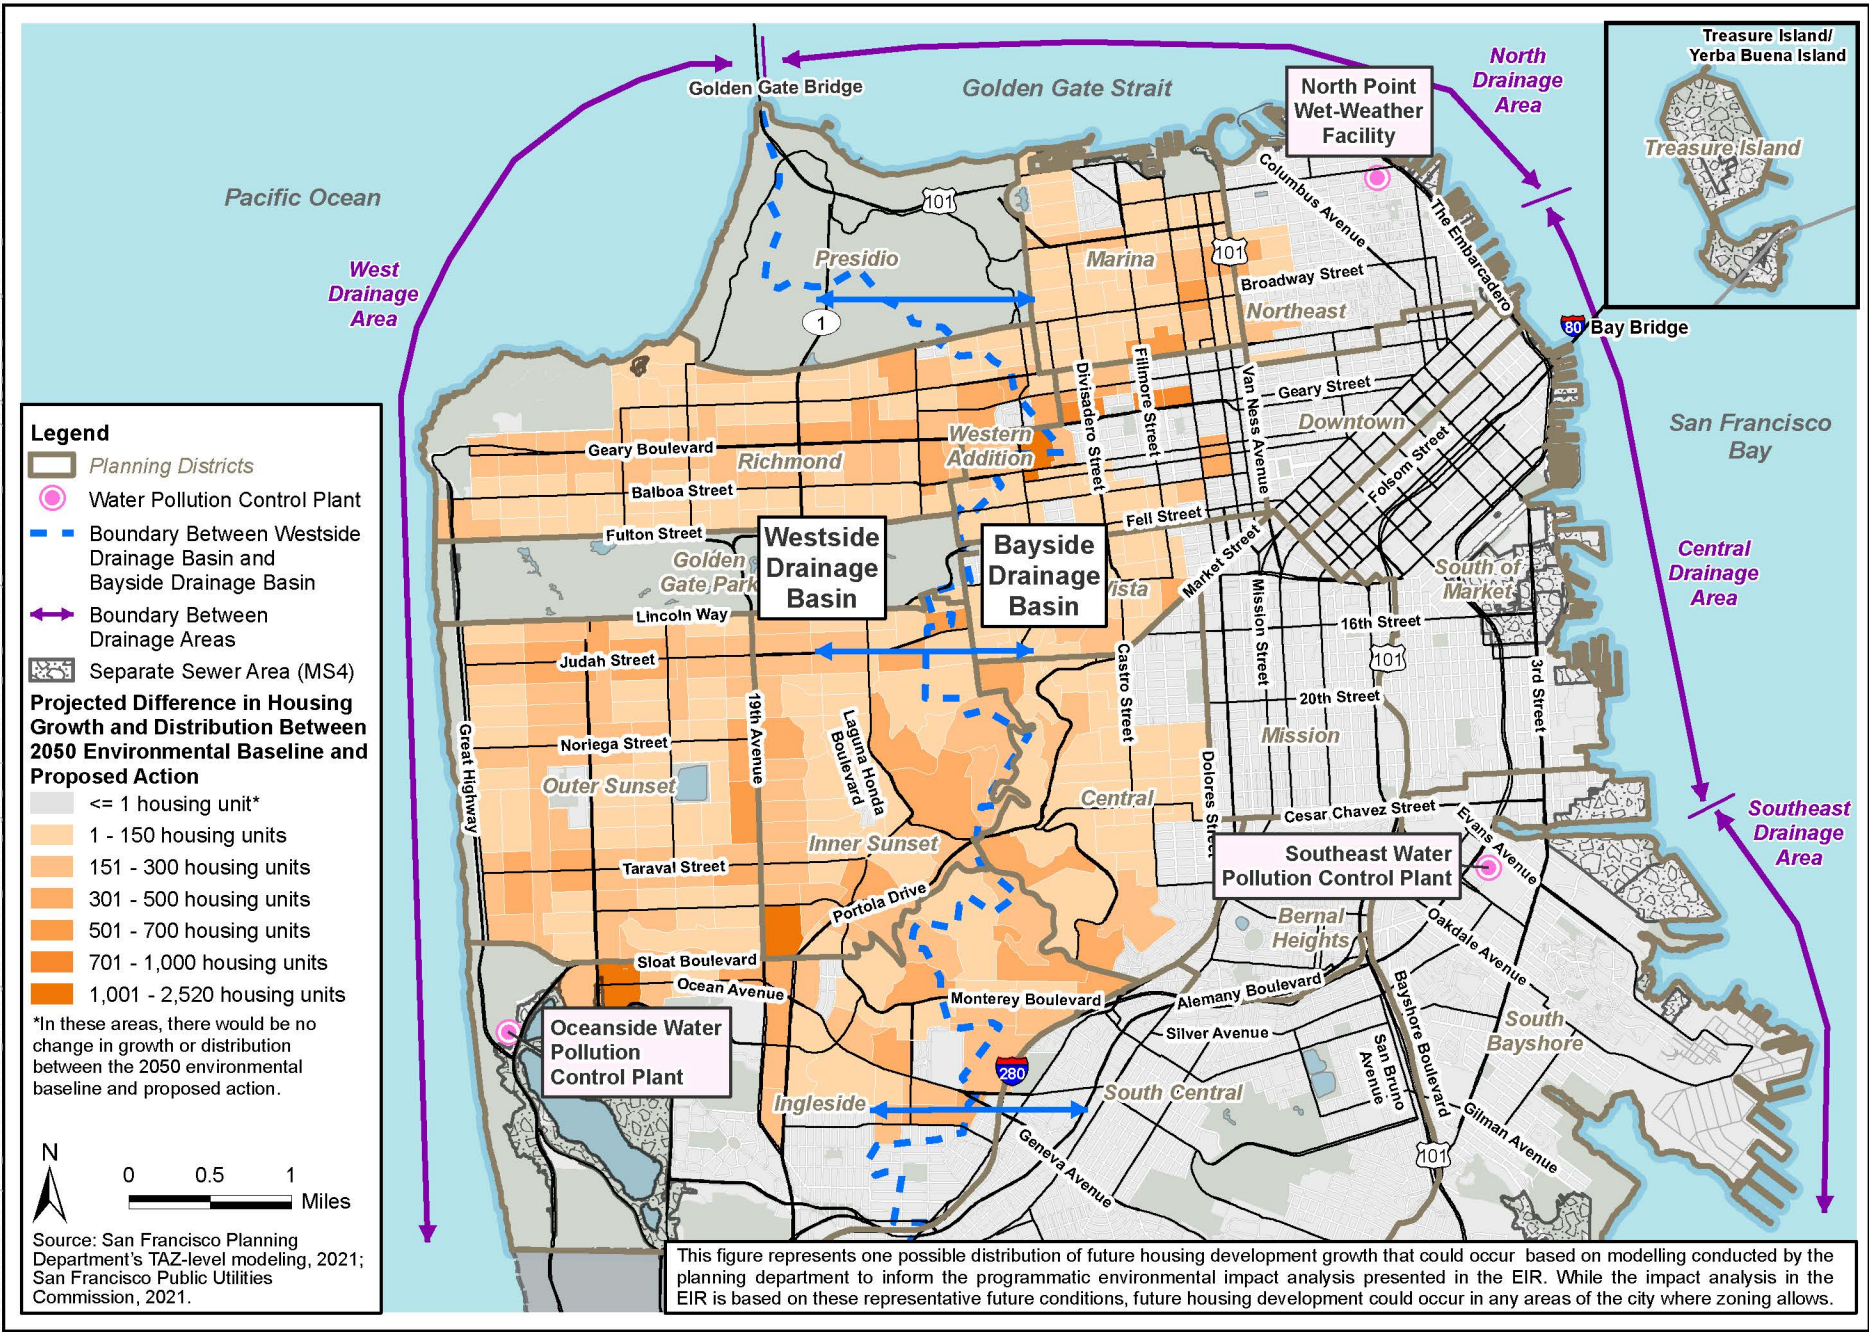 Treasure Island/
Yerba Buena Island
Treasure Island
North
Drainage
Area
Golden Gate Bridge
Golden Gate Strait
North Point
Wet-Weather
Facility
Pacific Ocean
West
Drainage
Area
101
Columbus Avenue
The Embarcadero
Presidio
Marina
101
Broadway Street
Northeast
1
80
Bay Bridge
Divisadero Street
Fillmore Street
Van Ness Avenue
Geary Street
Downtown
San Francisco
Bay
Western
Addition
Geary Boulevard
Richmond
Folsom Street
Balboa Street
Fulton Street
Fell Street
Westside
Drainage
Basin
Bayside
Drainage
Basin
Golden
Gate Park
Vista
Market Street
Mission Street
South of
Market
Central
Drainage
Area
Lincoln Way
16th Street
Judah Street
101
Castro Street
3rd Street
20th Street
Great Highway
19th Avenue
Laguna Honda
Boulevard
Noriega Street
Mission
Dolores Street
Outer Sunset
Central
Cesar Chavez Street
Evans Avenue
Southeast
Drainage
Area
Inner Sunset
Taraval Street
Southeast Water
Pollution Control Plant
Portola Drive
Bernal
Heights
Oakdale Avenue
Sloat Boulevard
Ocean Avenue
Monterey Boulevard
Alemany Boulevard
Bayshore Boulevard
Silver Avenue
San Bruno
Avenue
South
Bayshore
Oceanside Water
Pollution
Control Plant
280
Ingleside
South Central
Geneva Avenue
Gilman Avenue
101
Legend
Planning Districts
Water Pollution Control Plant
Boundary Between Westside
Drainage Basin and
Bayside Drainage Basin
Boundary Between
Drainage Areas
Separate Sewer Area (MS4)
Projected Difference in Housing
Growth and Distribution Between
2050 Environmental Baseline and
Proposed Action
<= 1 housing unit*
1 - 150 housing units
151 - 300 housing units
301 - 500 housing units
501 - 700 housing units
701 - 1,000 housing units
1,001 - 2,520 housing units
*In these areas, there would be no
change in growth or distribution
between the 2050 environmental
baseline and proposed action.
N
0 0.5 1
Miles
Source: San Francisco Planning
Department's TAZ-level modeling, 2021;
San Francisco Public Utilities
Commission, 2021.
This figure represents one possible distribution of future housing development growth that could occur based on modelling conducted by the
planning department to inform the programmatic environmental impact analysis presented in the EIR. While the impact analysis in the
EIR is based on these representative future conditions, future housing development could occur in any areas of the city where zoning allows.